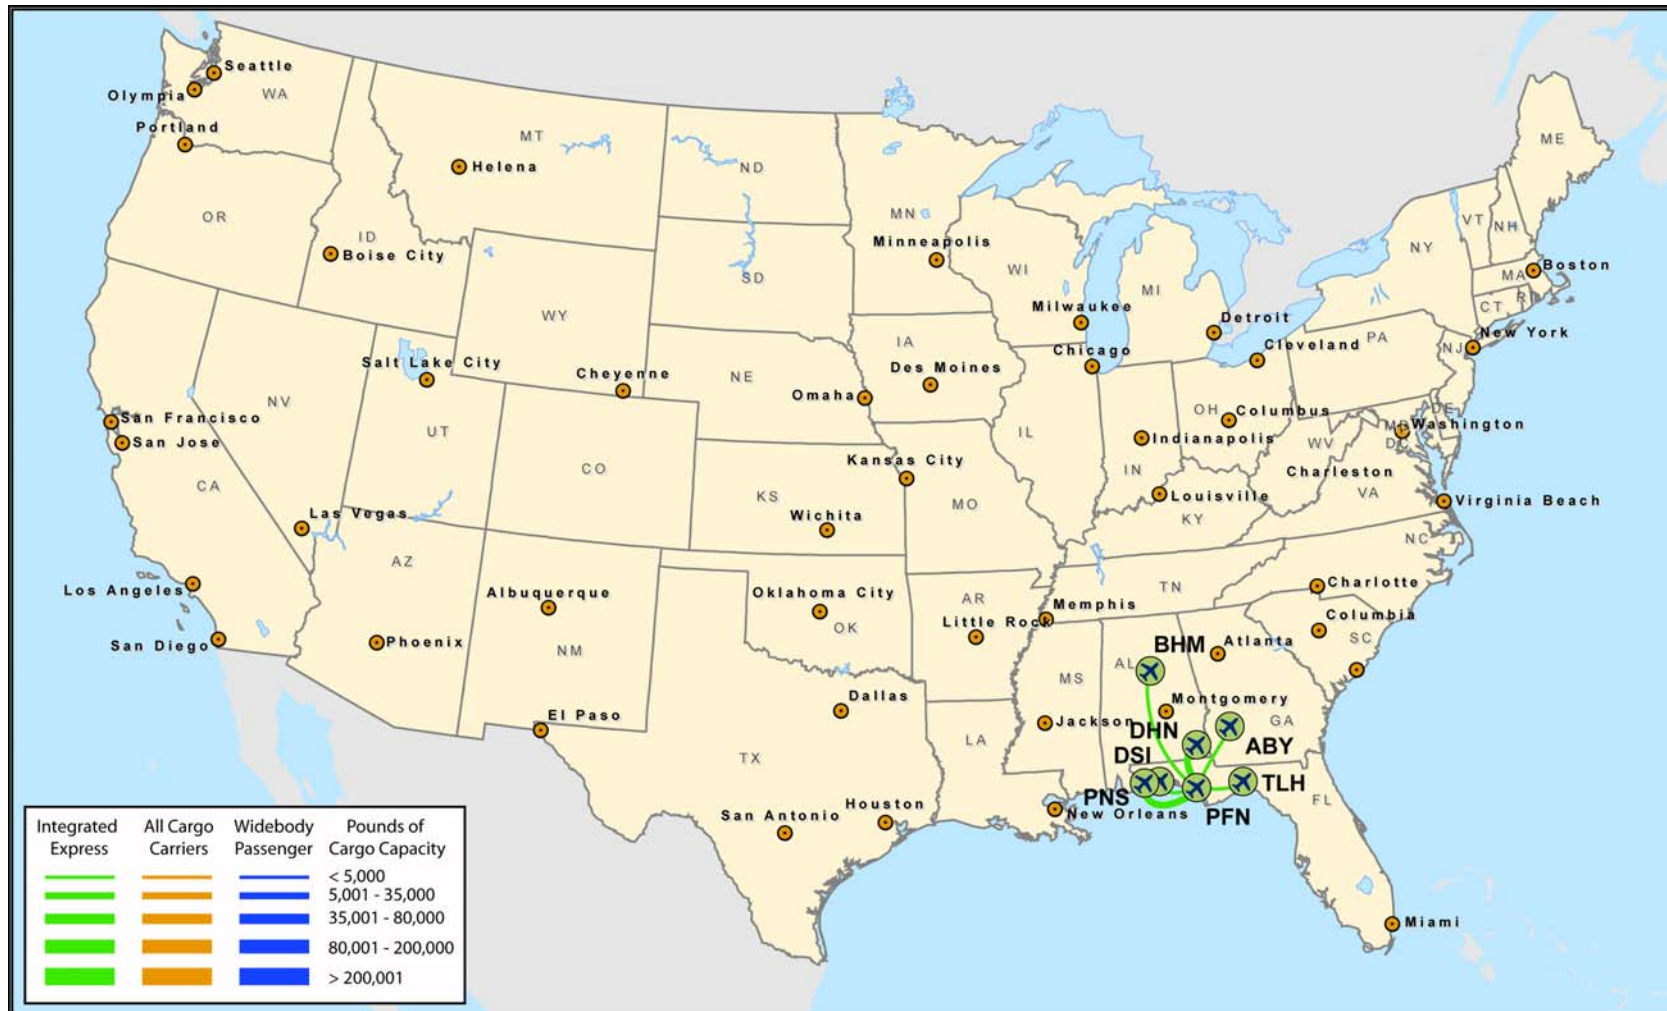 Seattle
WA
Olympia
Portland
MT
Helena
ND
ME
OR
ID
Boise City
MN
Minneapolis
VT
NH
NY
WI
MA
Boston
SD
MI
CT
RI
WY
Milwaukee
Detroit
New York
IA
Chicago
Cleveland
PA
NJ
Salt Lake City
Cheyenne
NE
Des Moines
Omaha
NV
San Francisco
San Jose
UT
OH
Columbus
DE
MD
Washington
DC
IL
Indianapolis
WV
CO
Kansas City
IN
Charleston
CA
KS
Louisville
VA
Virginia Beach
Las Vegas
Wichita
MO
KY
NC
AZ
TN
Charlotte
Los Angeles
Albuquerque
Oklahoma City
AR
Memphis
OK
Little Rock
Columbia
San Diego
Phoenix
NM
BHM
Atlanta
SC
AL
MS
Dallas
Montgomery
El Paso
Jackson
GA
DHN
LA
ABY
TX
DSI
TLH
PNS
FL
Houston
San Antonio
New Orleans
PFN
Miami
Integrated Express
All Cargo Carriers
Widebody Passenger
Pounds of Cargo Capacity
< 5,000
5,001 - 35,000
35,001 - 80,000
80,001 - 200,000
> 200,001